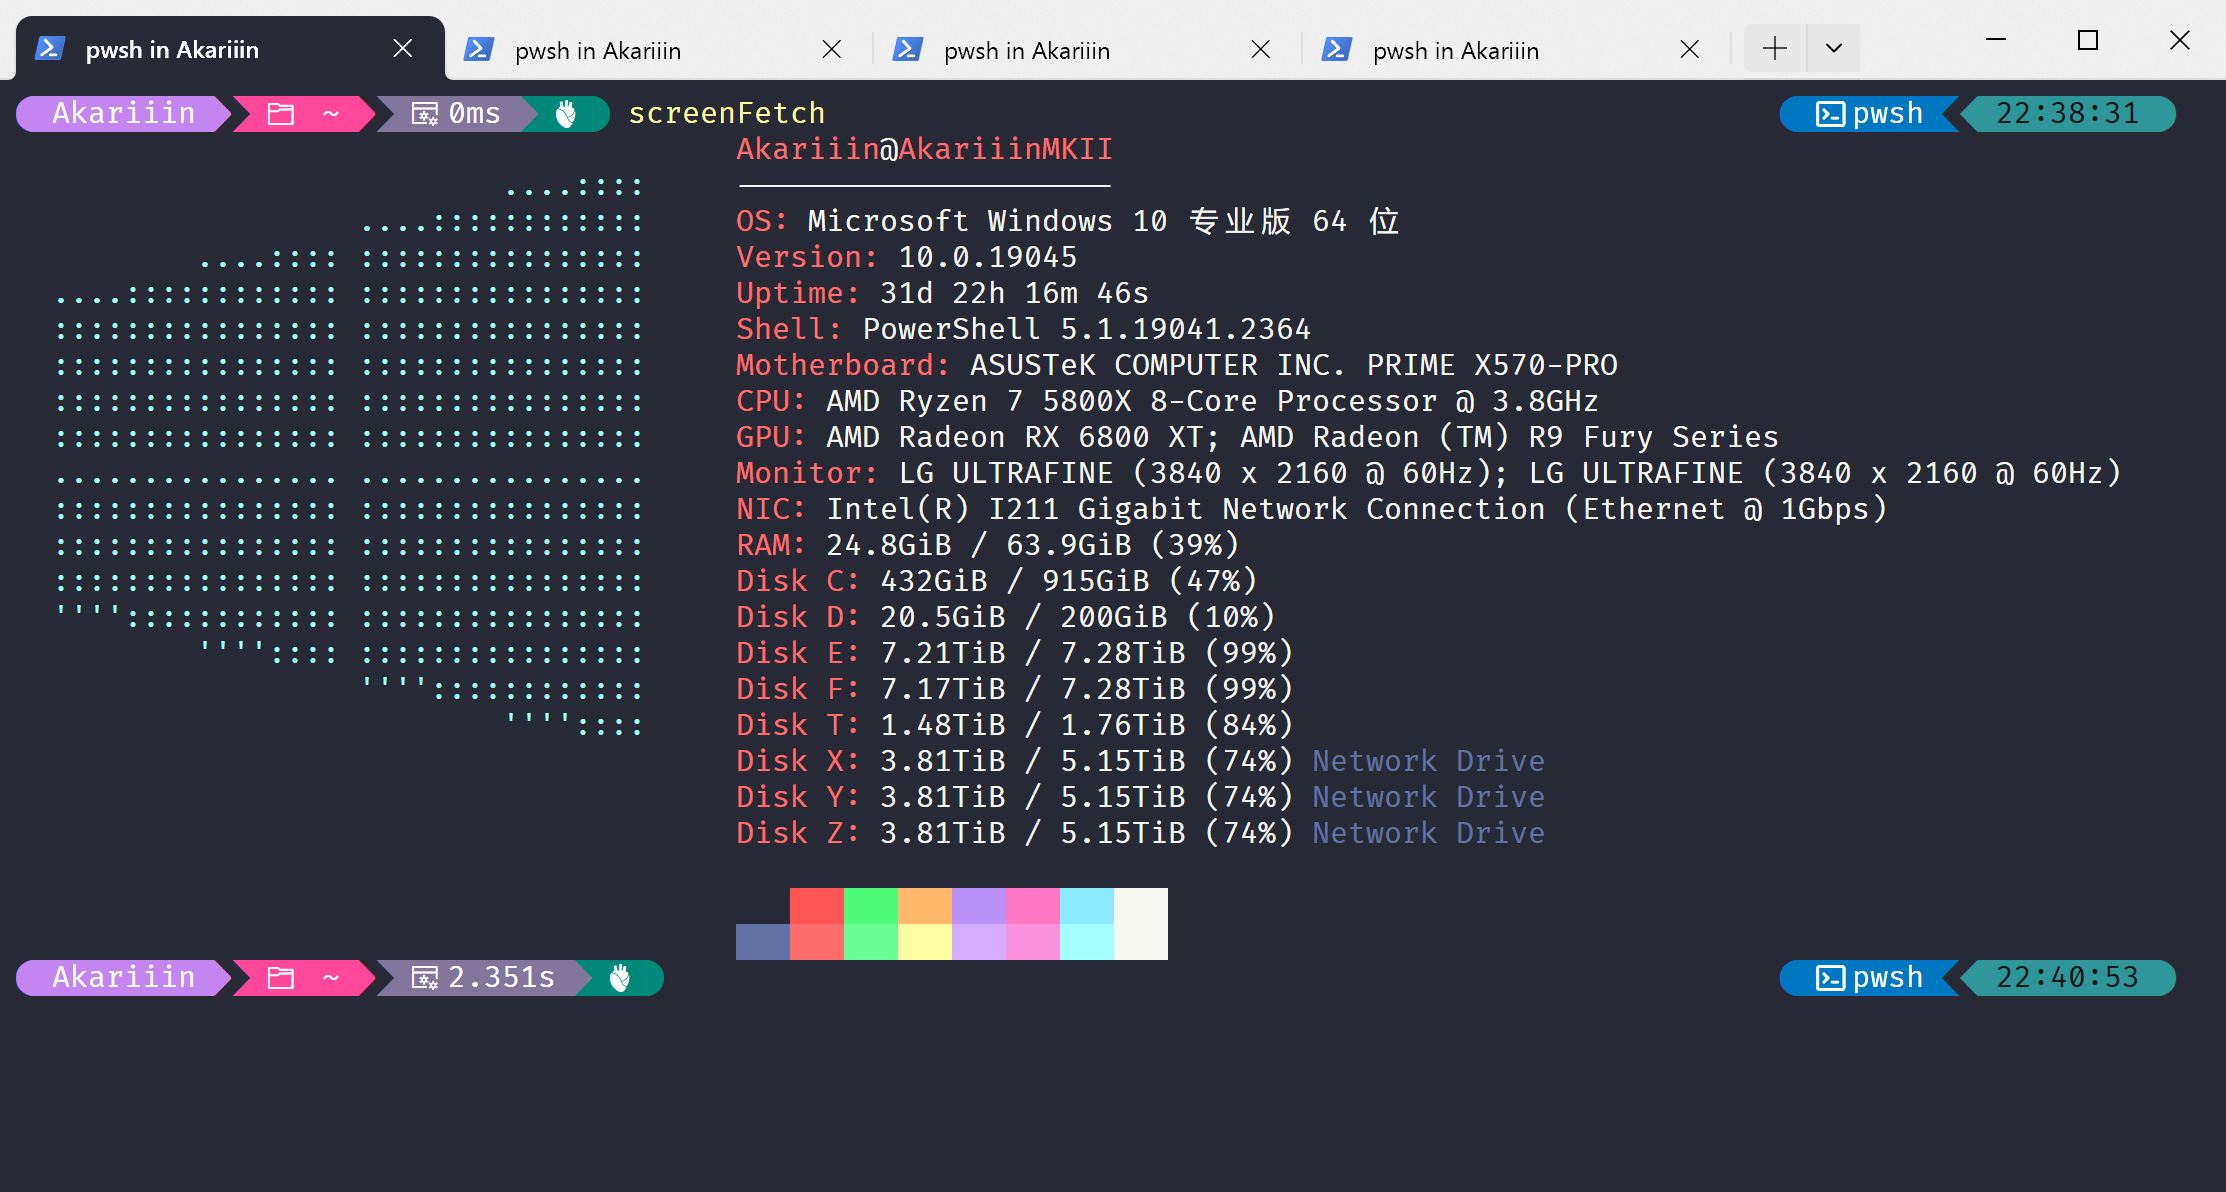 pwsh in Akariiin pwsh in Akariiin pwsh in Akariiin pwsh in Akariiin
Akariiin ~ 0ms screenFetch pwsh 22:38:31
Akariiin@AkariiinMKII
OS: Microsoft Windows 10 专业版 64 位
Version: 10.0.19045
Uptime: 31d 22h 16m 46s
Shell: PowerShell 5.1.19041.2364
Motherboard: ASUSTeK COMPUTER INC. PRIME X570-PRO
CPU: AMD Ryzen 7 5800X 8-Core Processor @ 3.8GHz
GPU: AMD Radeon RX 6800 XT; AMD Radeon (TM) R9 Fury Series
Monitor: LG ULTRAFINE (3840 x 2160 @ 60Hz); LG ULTRAFINE (3840 x 2160 @ 60Hz)
NIC: Intel(R) I211 Gigabit Network Connection (Ethernet @ 1Gbps)
RAM: 24.8GiB / 63.9GiB (39%)
Disk C: 432GiB / 915GiB (47%)
Disk D: 20.5GiB / 200GiB (10%)
Disk E: 7.21TiB / 7.28TiB (99%)
Disk F: 7.17TiB / 7.28TiB (99%)
Disk T: 1.48TiB / 1.76TiB (84%)
Disk X: 3.81TiB / 5.15TiB (74%) Network Drive
Disk Y: 3.81TiB / 5.15TiB (74%) Network Drive
Disk Z: 3.81TiB / 5.15TiB (74%) Network Drive
Akariiin ~ 2.351s pwsh 22:40:53